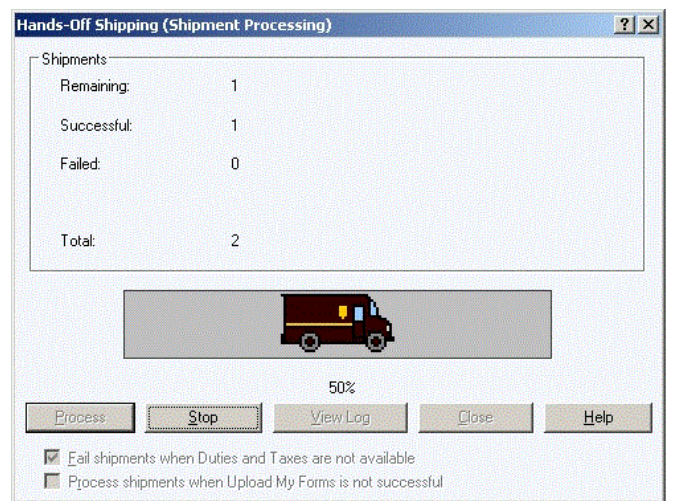 Hands-Off Shipping (Shipment Processing)
Shipments
Remaining: 1
Successful: 1
Failed: 0
Total: 2
50%
Process Stop View Log Close Help
Fail shipments when Duties and Taxes are not available
Process shipments when Upload My Forms is not successful